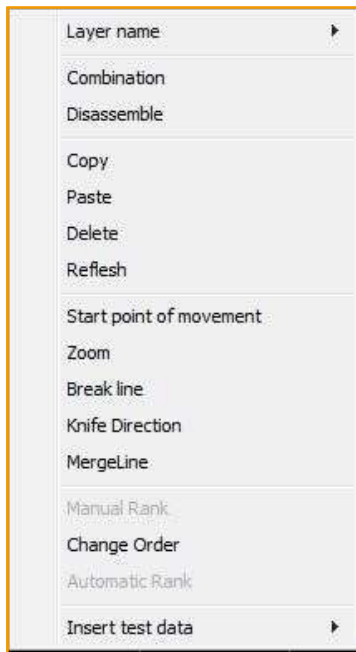 Layer name
Combination
Disassemble
Copy
Paste
Delete
Reflesh
Start point of movement
Zoom
Break line
Knife Direction
MergeLine
Manual Rank
Change Order
Automatic Rank
Insert test data